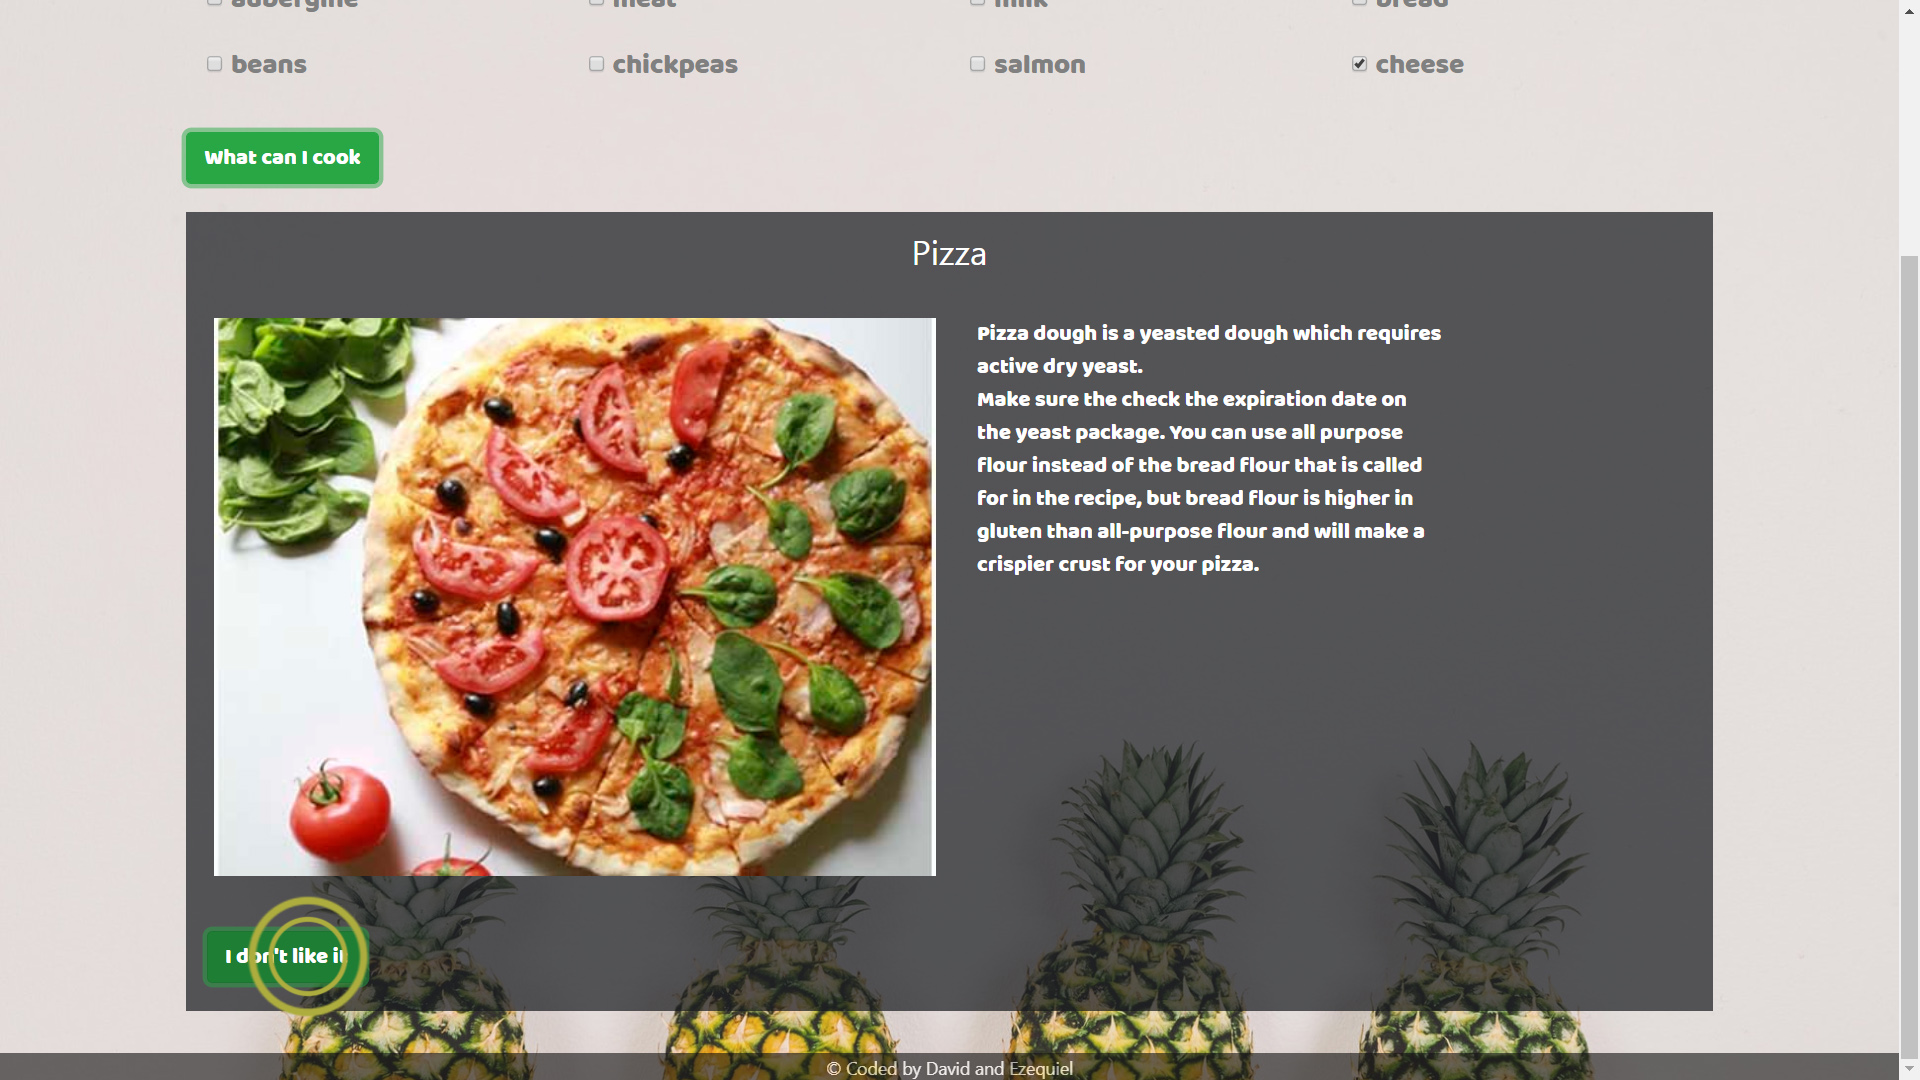 aubergine meat milk bread
beans chickpeas salmon cheese
What can I cook
Pizza
Pizza dough is a yeasted dough which requires
active dry yeast.
Make sure the check the expiration date on
the yeast package. You can use all purpose
flour instead of the bread flour that is called
for in the recipe, but bread flour is higher in
gluten than all-purpose flour and will make a
crispier crust for your pizza.
I don't like it
© Coded by David and Ezequiel